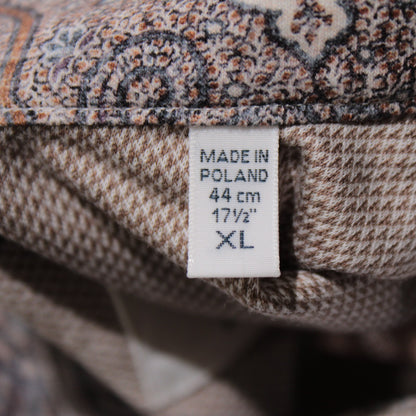 MADE IN
POLAND
44 cm
17½"
XL